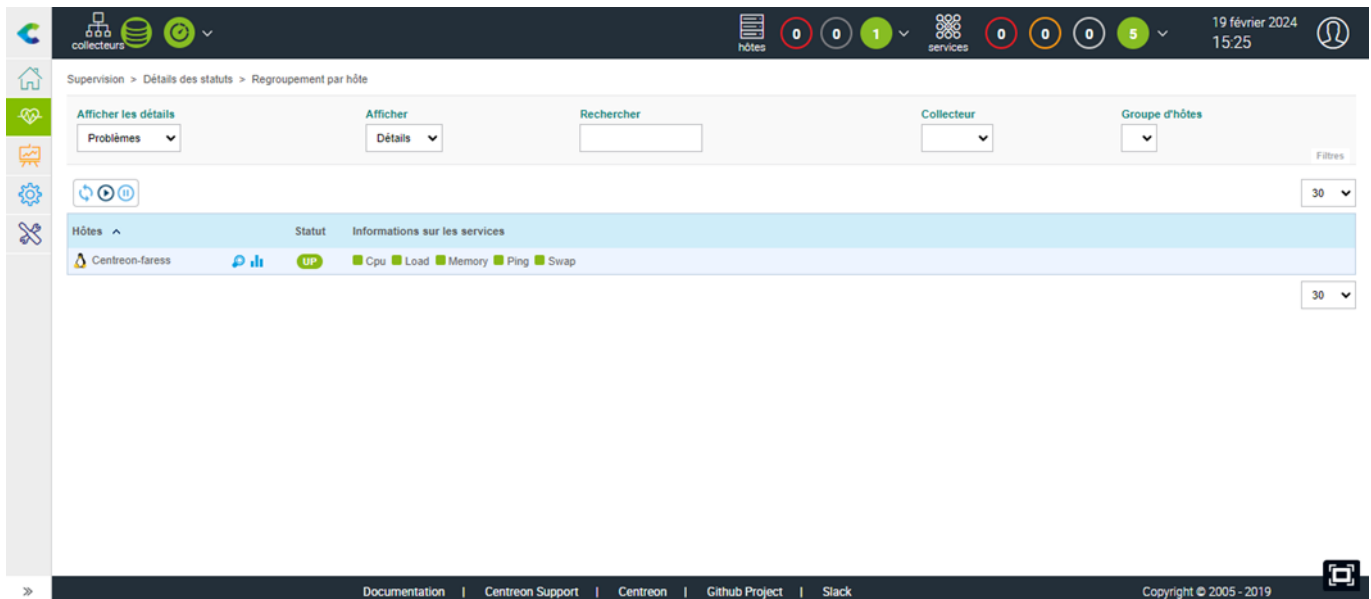 collecteurs
hôtes 0 0 1
services 0 0 0 5
19 février 2024
15:25
Supervision > Détails des statuts > Regroupement par hôte
Afficher les détails Afficher Rechercher Collecteur Groupe d'hôtes
Problèmes Détails
Filtres
30
Hôtes Statut Informations sur les services
Centreon-faress UP Cpu Load Memory Ping Swap
30
Documentation | Centreon Support | Centreon | Github Project | Slack Copyright © 2005 - 2019